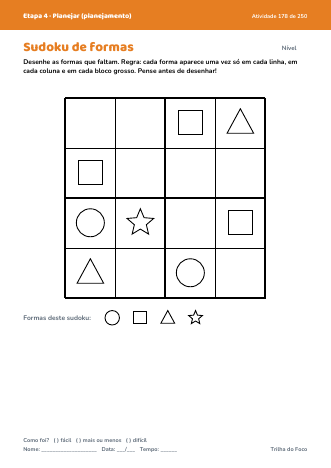 Etapa 4 · Planejar (planejamento)
Atividade 178 de 250
Sudoku de formas
Nível
Desenhe as formas que faltam. Regra: cada forma aparece uma vez só em cada linha, em
cada coluna e em cada bloco grosso. Pense antes de desenhar!
Formas deste sudoku:
Como foi? ( ) fácil ( ) mais ou menos ( ) difícil
Nome: ____________________ Data: ___/___ Tempo: ______
Trilha do Foco